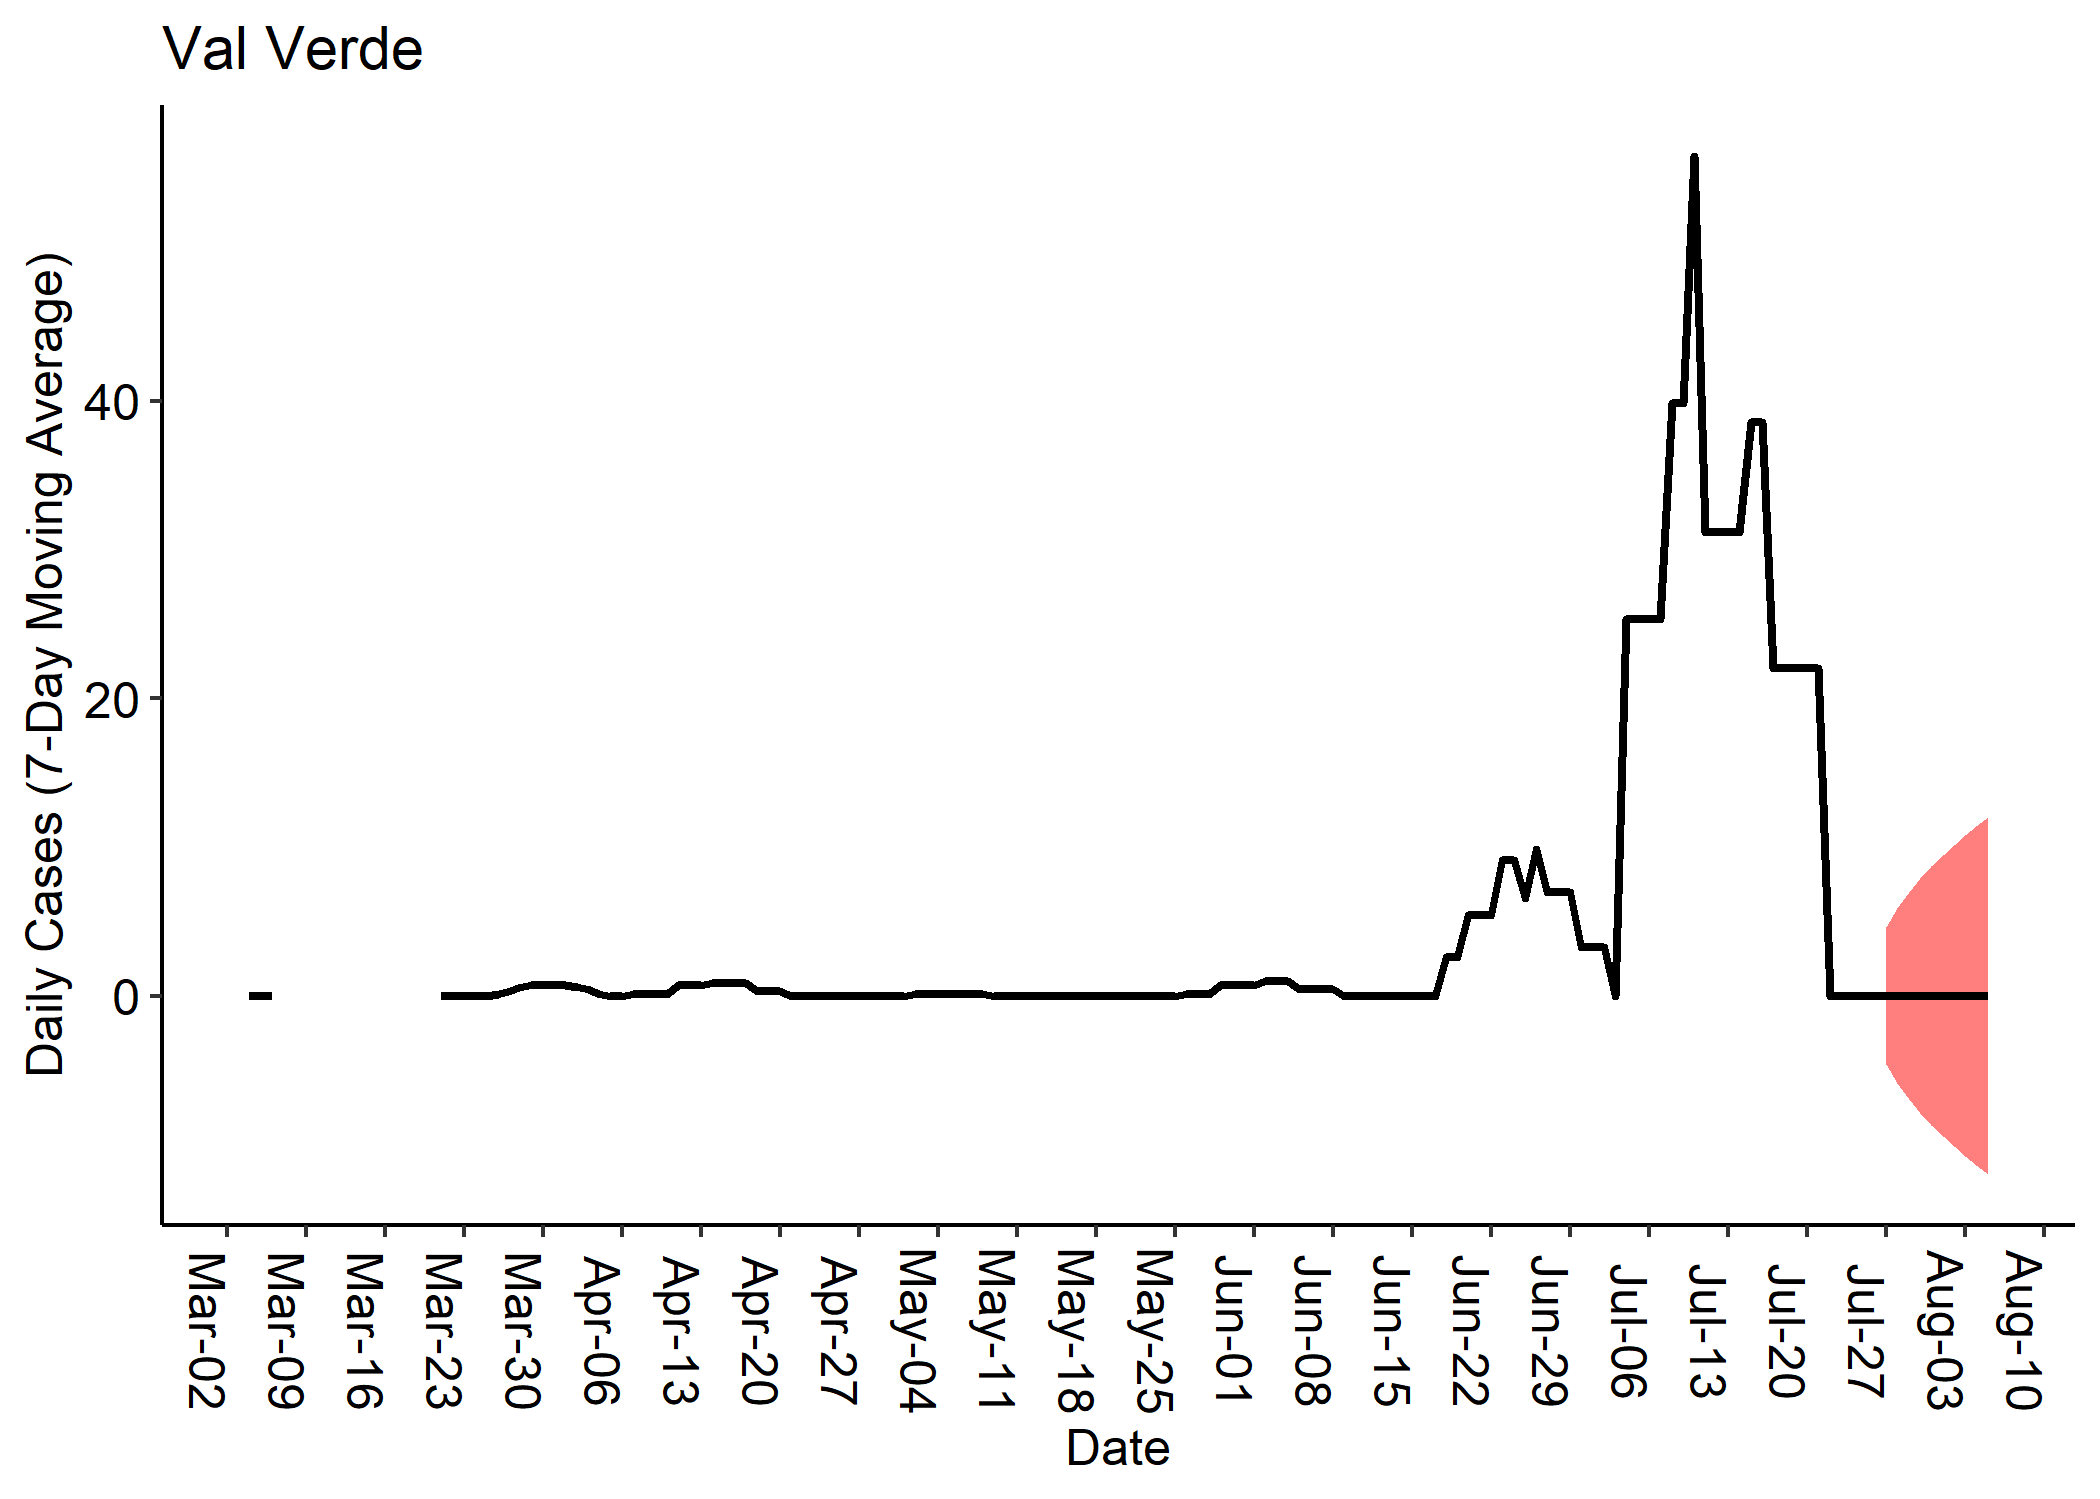 Val Verde
Daily Cases (7-Day Moving Average)
40
20
0
Mar-02
Mar-09
Mar-16
Mar-23
Mar-30
Apr-06
Apr-13
Apr-20
Apr-27
May-04
May-11
May-18
May-25
Jun-01
Jun-08
Jun-15
Jun-22
Jun-29
Jul-06
Jul-13
Jul-20
Jul-27
Aug-03
Aug-10
Date